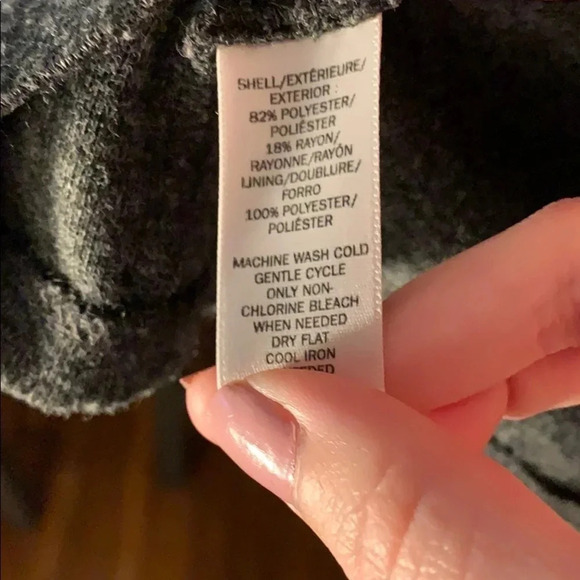 SHELL/EXTÉRIEURE/
EXTERIOR :
82% POLYESTER/
POLIÉSTER
18% RAYON/
RAYONNE/RAYÓN
LINING/DOUBLURE/
FORRO
100% POLYESTER/
POLIÉSTER
MACHINE WASH COLD
GENTLE CYCLE
ONLY NON-
CHLORINE BLEACH
WHEN NEEDED
DRY FLAT
COOL IRON